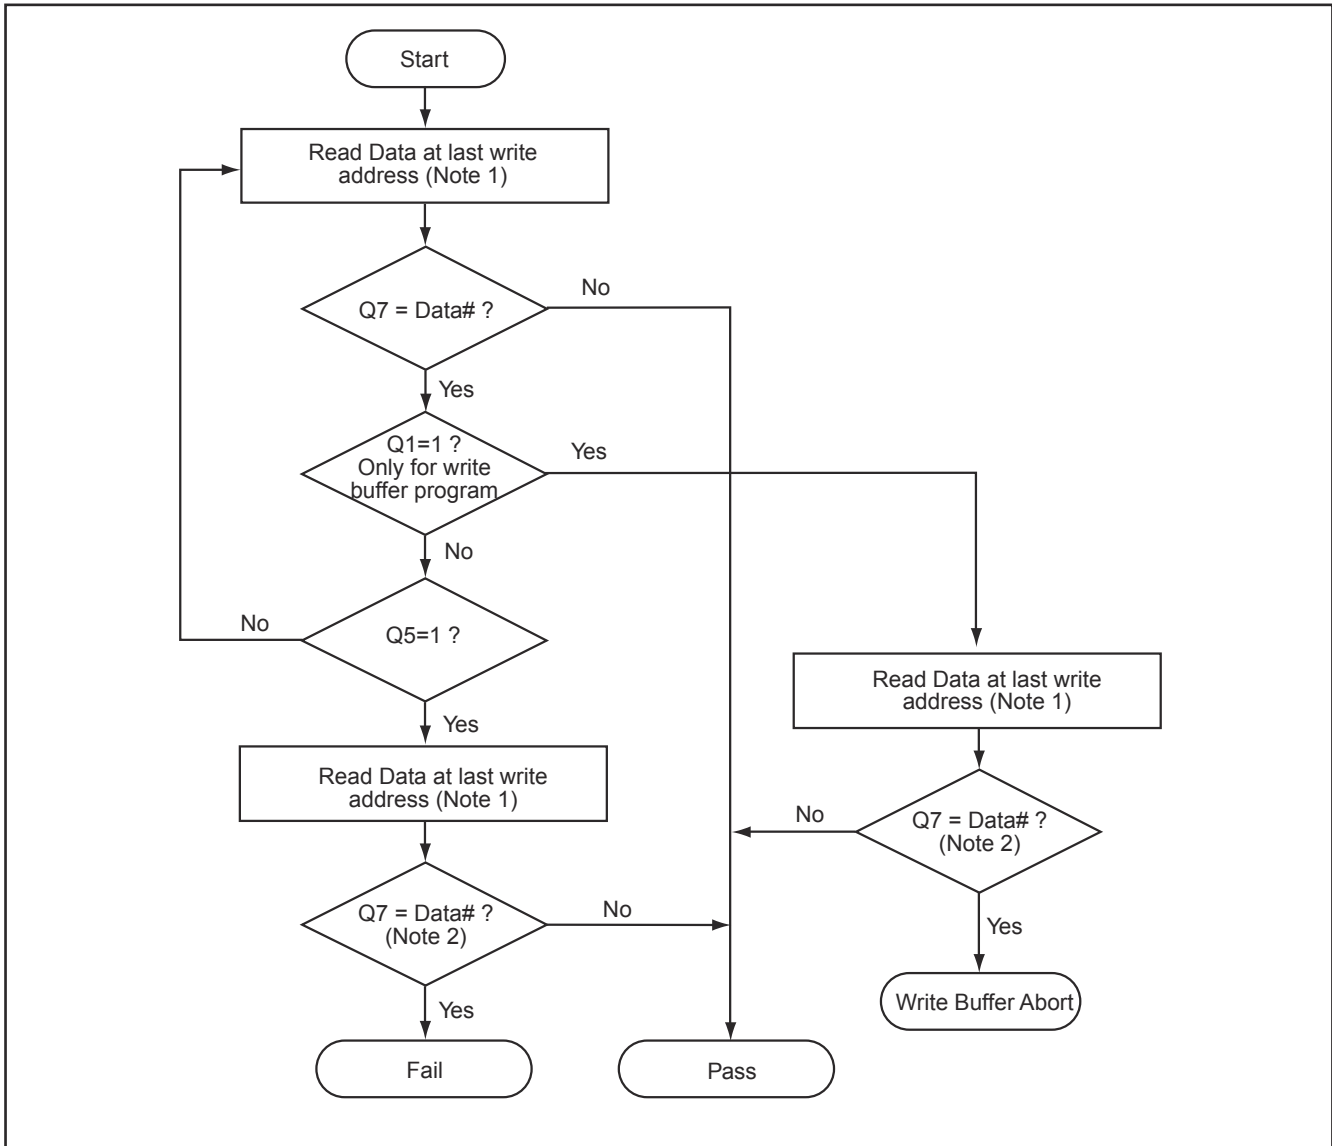 Start
Read Data at last write
address (Note 1)
Q7 = Data# ?
No
Yes
Q1=1 ?
Only for write
buffer program
Yes
No
Q5=1 ?
No
Yes
Read Data at last write
address (Note 1)
Read Data at last write
address (Note 1)
Q7 = Data# ?
(Note 2)
No
Yes
Q7 = Data# ?
(Note 2)
No
Yes
Write Buffer Abort
Fail
Pass